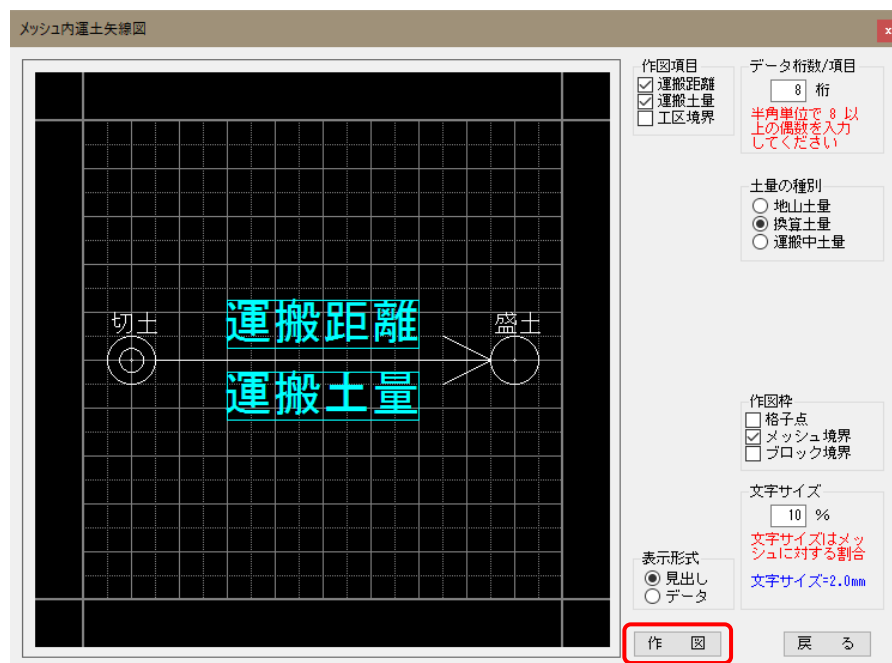 メッシュ内運土矢線図
x
切土
運搬距離
盛土
運搬土量
作図項目
運搬距離
運搬土量
工区境界
データ桁数/項目
8 桁
半角単位で 8 以
上の偶数を入力
してください
土量の種別
地山土量
換算土量
運搬中土量
作図枠
格子点
メッシュ境界
ブロック境界
文字サイズ
10 %
文字サイズはメッ
シュに対する割合
文字サイズ=2.0mm
表示形式
見出し
データ
作 図
戻 る